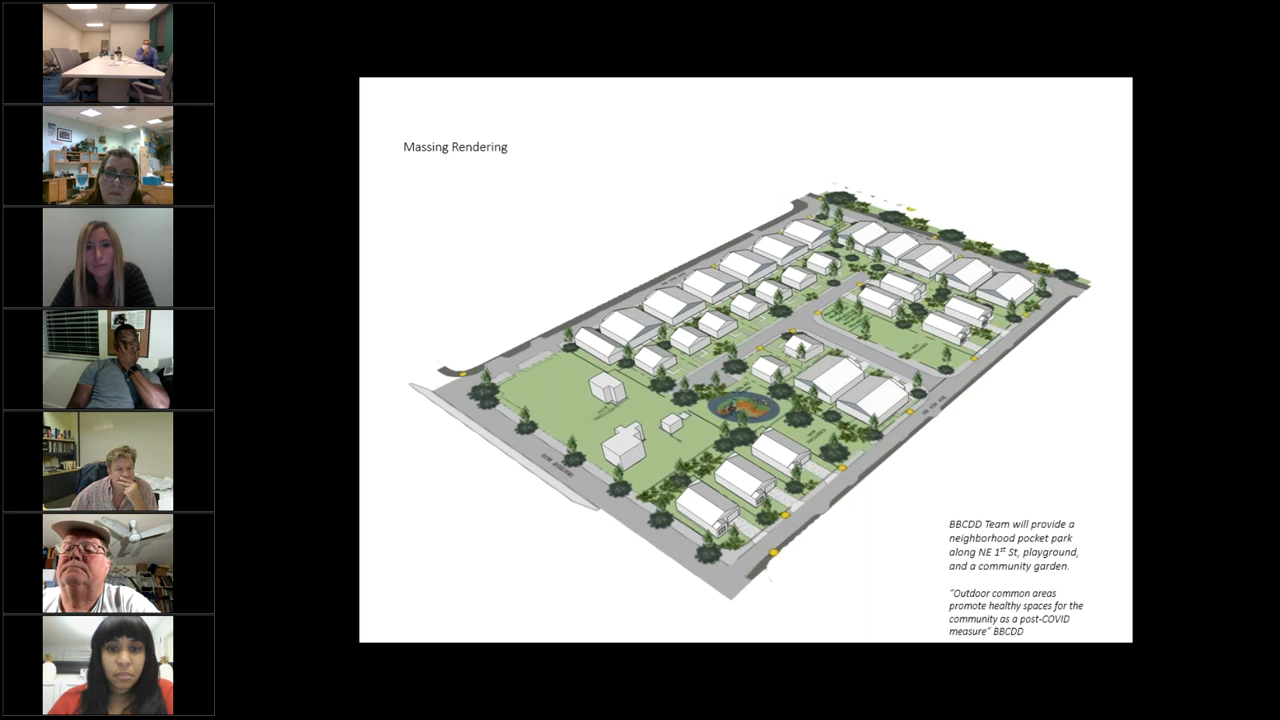 Massing Rendering
BBCDD Team will provide a
neighborhood pocket park
along NE 1st St, playground,
and a community garden.
"Outdoor common areas
promote healthy spaces for the
community as a post-COVID
measure" BBCDD